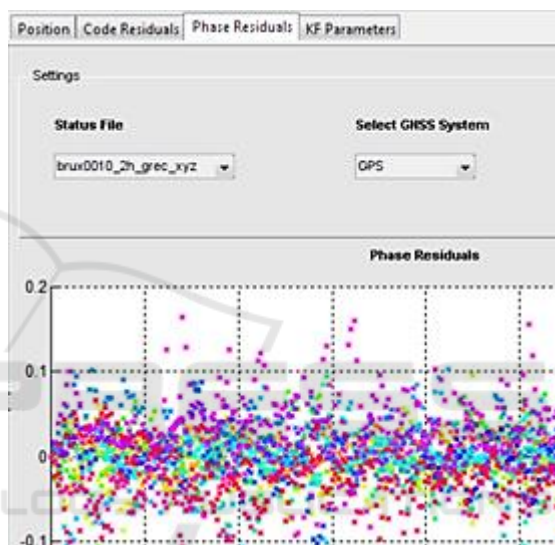 Position Code Residuals Phase Residuals KF Parameters
Settings
Status File Select GNSS System
brux0010_2h_grec_xyz GPS
Phase Residuals
0.2
0.1
0
-0.1